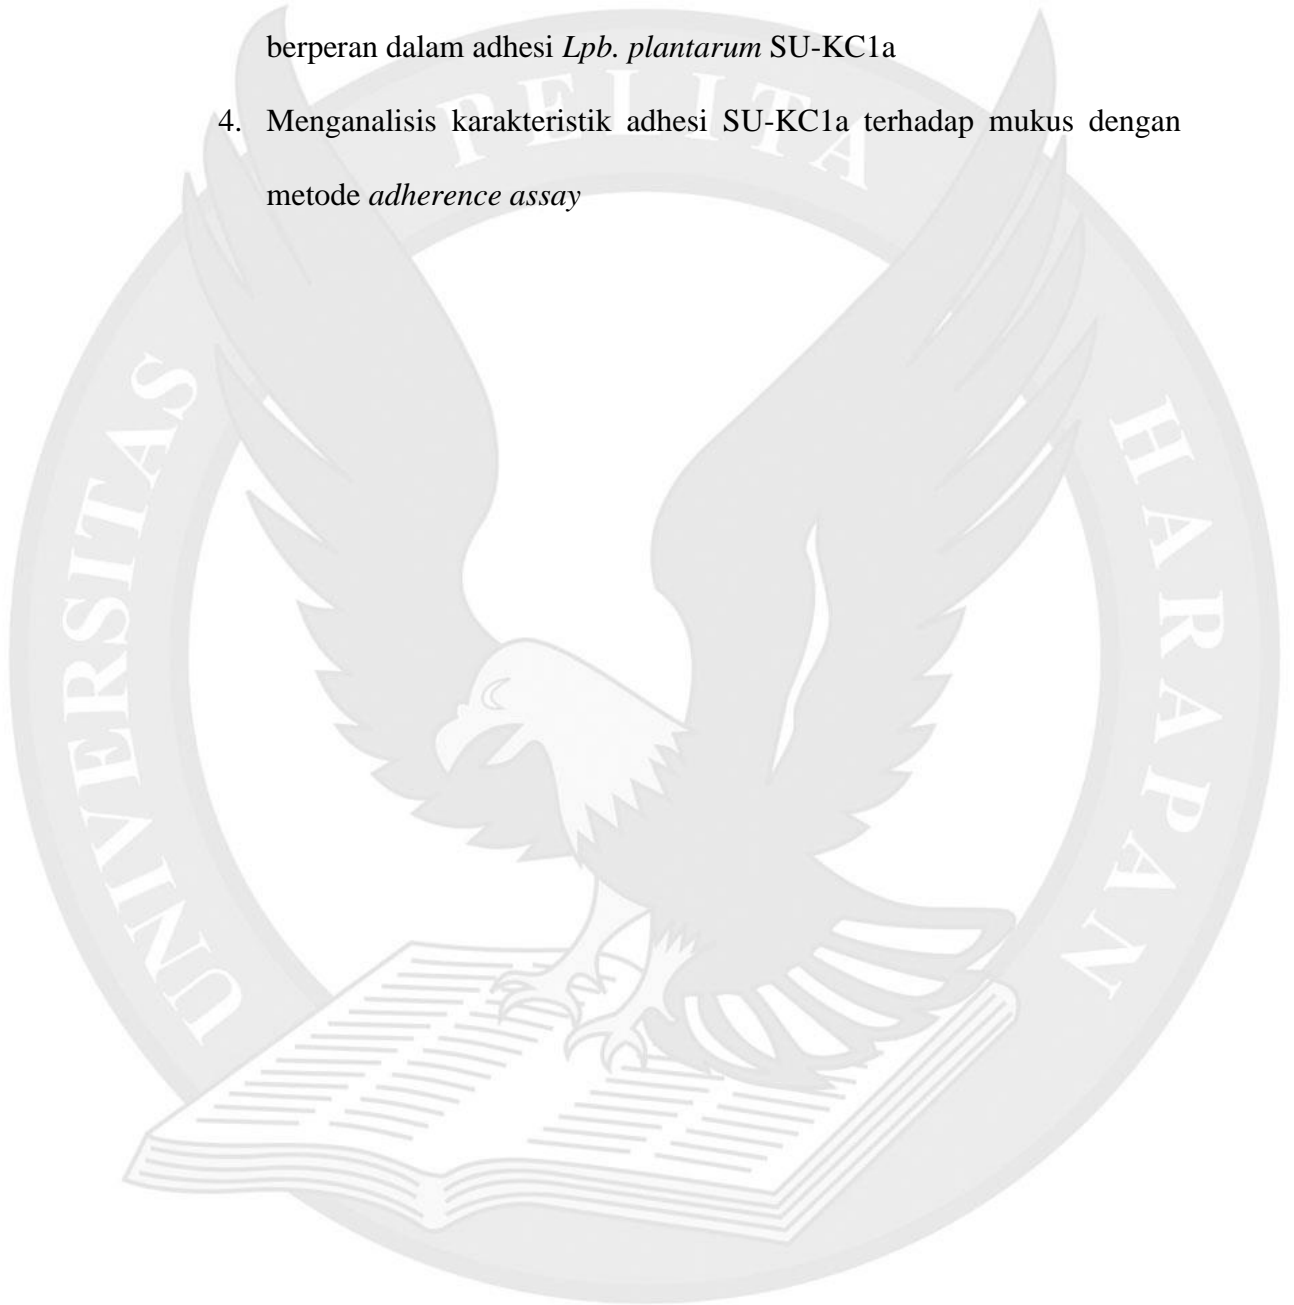 berperan dalam adhesi Lpb. plantarum SU-KC1a
4. Menganalisis karakteristik adhesi SU-KC1a terhadap mukus dengan
metode adherence assay
UNIVERSITAS PELITA HARAPAN